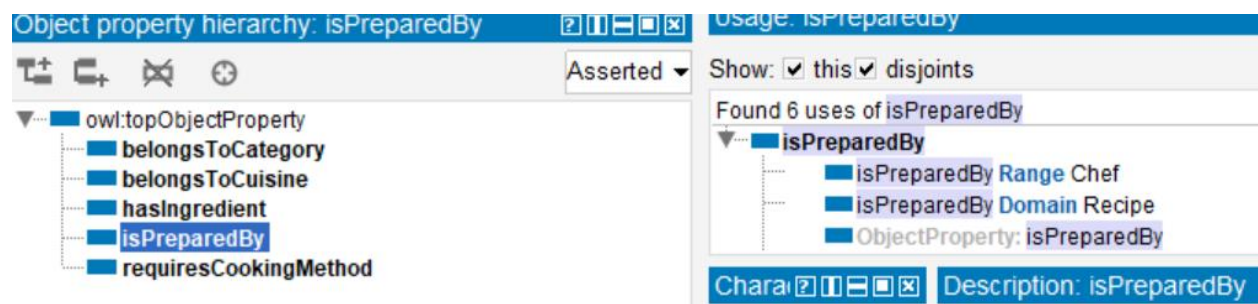 Object property hierarchy: isPreparedBy
Asserted
owl:topObjectProperty
belongsToCategory
belongsToCuisine
hasIngredient
isPreparedBy
requiresCookingMethod
Usage: isPreparedBy
Show: this disjoints
Found 6 uses of isPreparedBy
isPreparedBy
isPreparedBy Range Chef
isPreparedBy Domain Recipe
ObjectProperty: isPreparedBy
Chara
Description: isPreparedBy